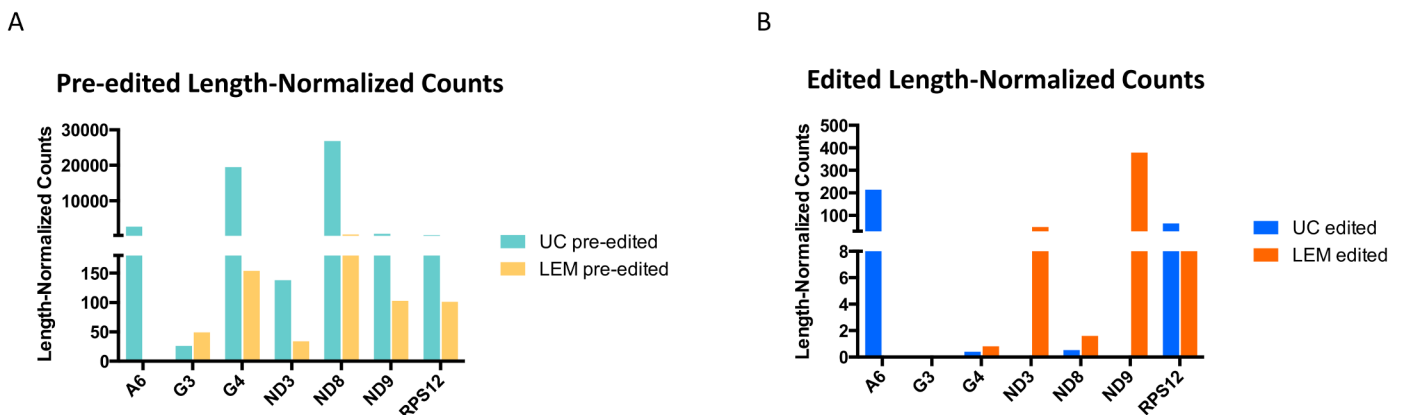 A
Pre-edited Length-Normalized Counts
Length-Normalized Counts
30000
20000
10000
150
100
50
0
A6
G3
G4
ND3
ND8
ND9
RPS12
UC pre-edited
LEM pre-edited
B
Edited Length-Normalized Counts
Length-Normalized Counts
500
400
300
200
100
8
6
4
2
0
A6
G3
G4
ND3
ND8
ND9
RPS12
UC edited
LEM edited